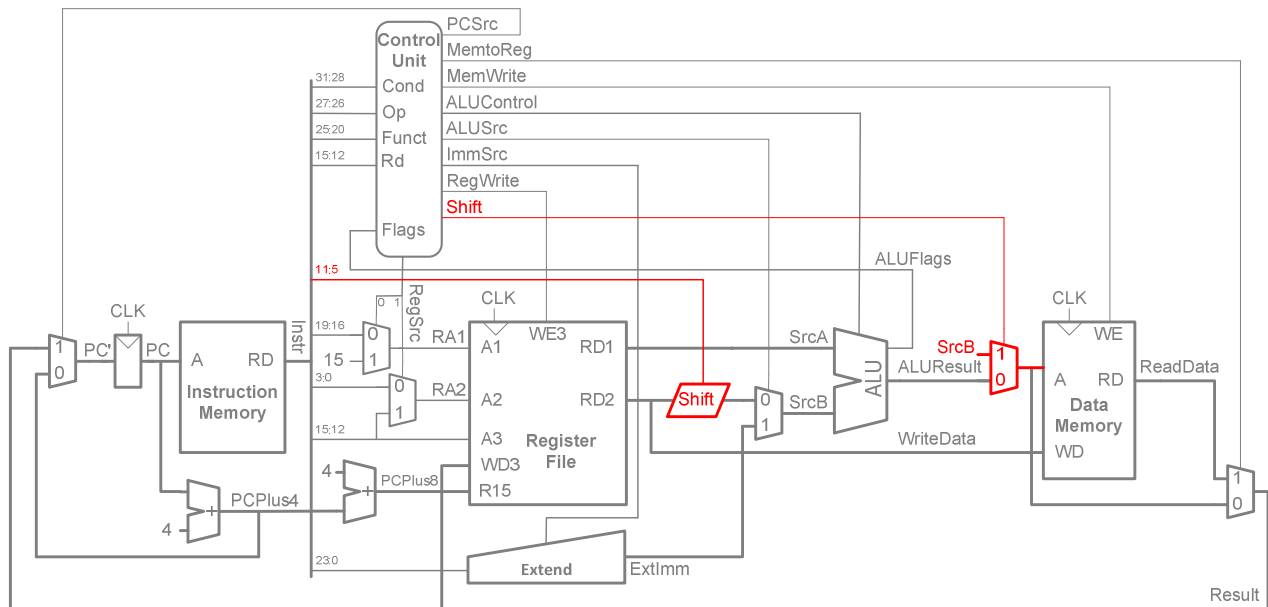 PCSrc
Control
Unit
MemtoReg
MemWrite
31:28
Cond
27:26
Op
ALUControl
25:20
Funct
ALUSrc
15:12
Rd
ImmSrc
RegWrite
Shift
Flags
ALUFlags
11:5
0 1
RegSrc
CLK
CLK
CLK
Instr
19:16
0
RA1
A1
WE3
RD1
SrcA
WE
1
PC'
PC
A
RD
15
1
SrcB
1
0
Instruction
Memory
3:0
0
RA2
A2
RD2
Shift
0
SrcB
ALU
ALUResult
0
A
RD
ReadData
1
1
Data
Memory
15:12
A3
Register
File
WriteData
WD
4
WD3
PCPlus8
R15
+
1
0
PCPlus4
+
4
23:0
Extend
ExtImm
Result